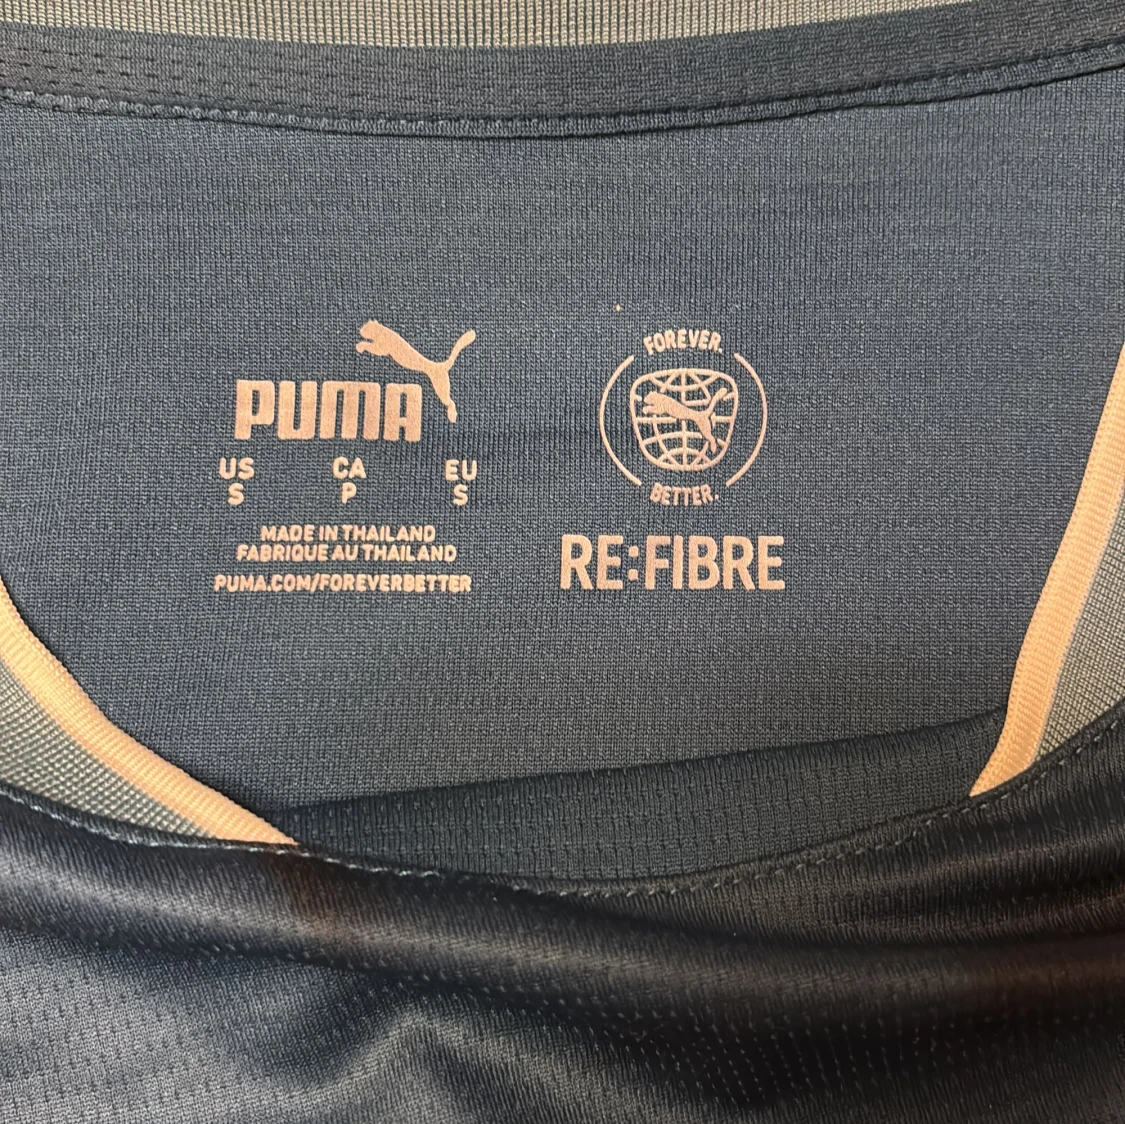 PUMA
US CA EU
S P S
MADE IN THAILAND
FABRIQUE AU THAILAND
PUMA.COM/FOREVERBETTER
FOREVER.
BETTER.
RE:FIBRE